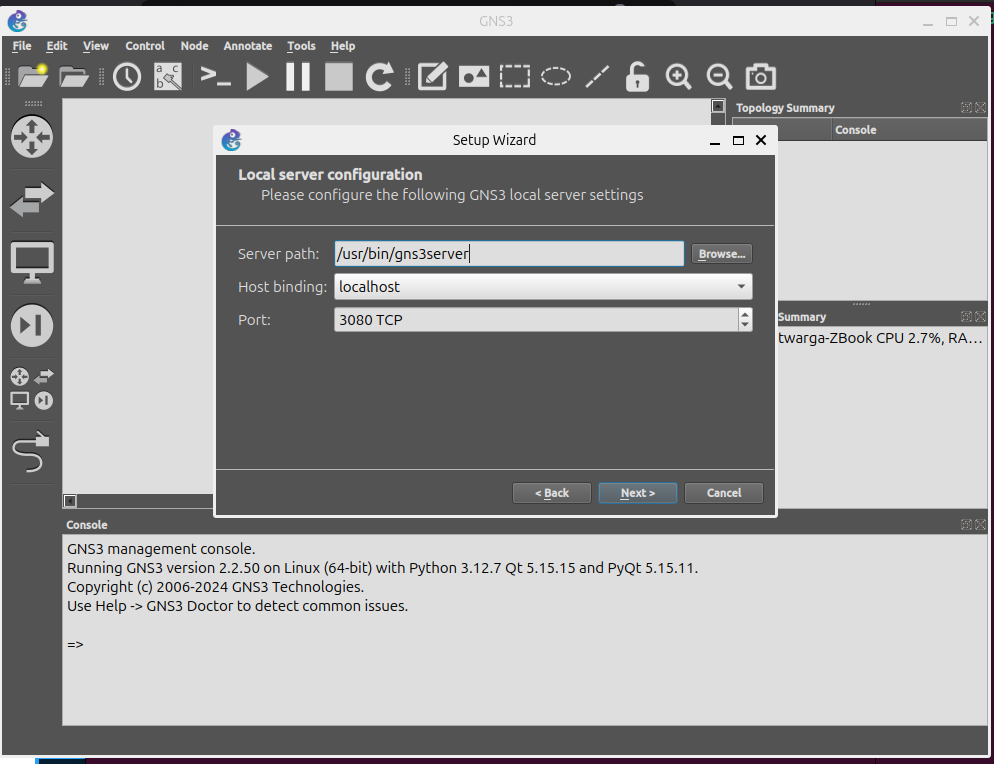 GNS3
File Edit View Control Node Annotate Tools Help
a c
b
Topology Summary
Console
Setup Wizard
Local server configuration
Please configure the following GNS3 local server settings
Server path: /usr/bin/gns3server Browse...
Host binding: localhost
Port: 3080 TCP
Summary
twarga-ZBook CPU 2.7%, RA...
< Back Next > Cancel
Console
GNS3 management console.
Running GNS3 version 2.2.50 on Linux (64-bit) with Python 3.12.7 Qt 5.15.15 and PyQt 5.15.11.
Copyright (c) 2006-2024 GNS3 Technologies.
Use Help -> GNS3 Doctor to detect common issues.
=>